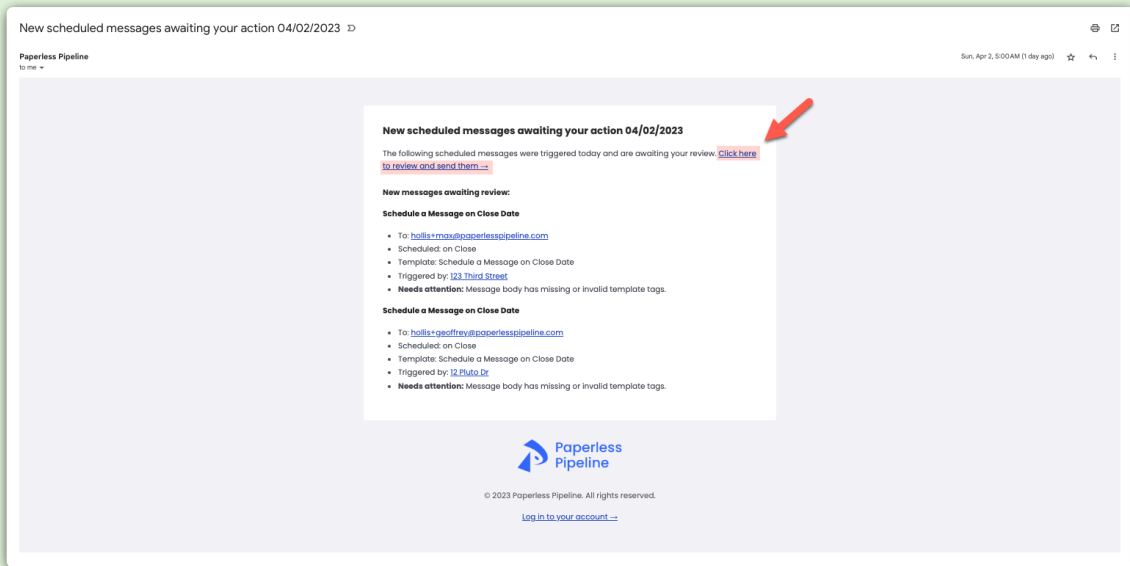 New scheduled messages awaiting your action 04/02/2023
Paperless Pipeline
Sun, Apr 2, 5:00AM (1 day ago)
to me
New scheduled messages awaiting your action 04/02/2023
The following scheduled messages were triggered today and are awaiting your review. Click here
to review and send them →
New messages awaiting review:
Schedule a Message on Close Date
• To: hollis+max@paperlesspipeline.com
• Scheduled: on Close
• Template: Schedule a Message on Close Date
• Triggered by: 123 Third Street
• Needs attention: Message body has missing or invalid template tags.
Schedule a Message on Close Date
• To: hollis+geoffrey@paperlesspipeline.com
• Scheduled: on Close
• Template: Schedule a Message on Close Date
• Triggered by: 12 Pluto Dr
• Needs attention: Message body has missing or invalid template tags.
Paperless
Pipeline
© 2023 Paperless Pipeline. All rights reserved.
Log in to your account →